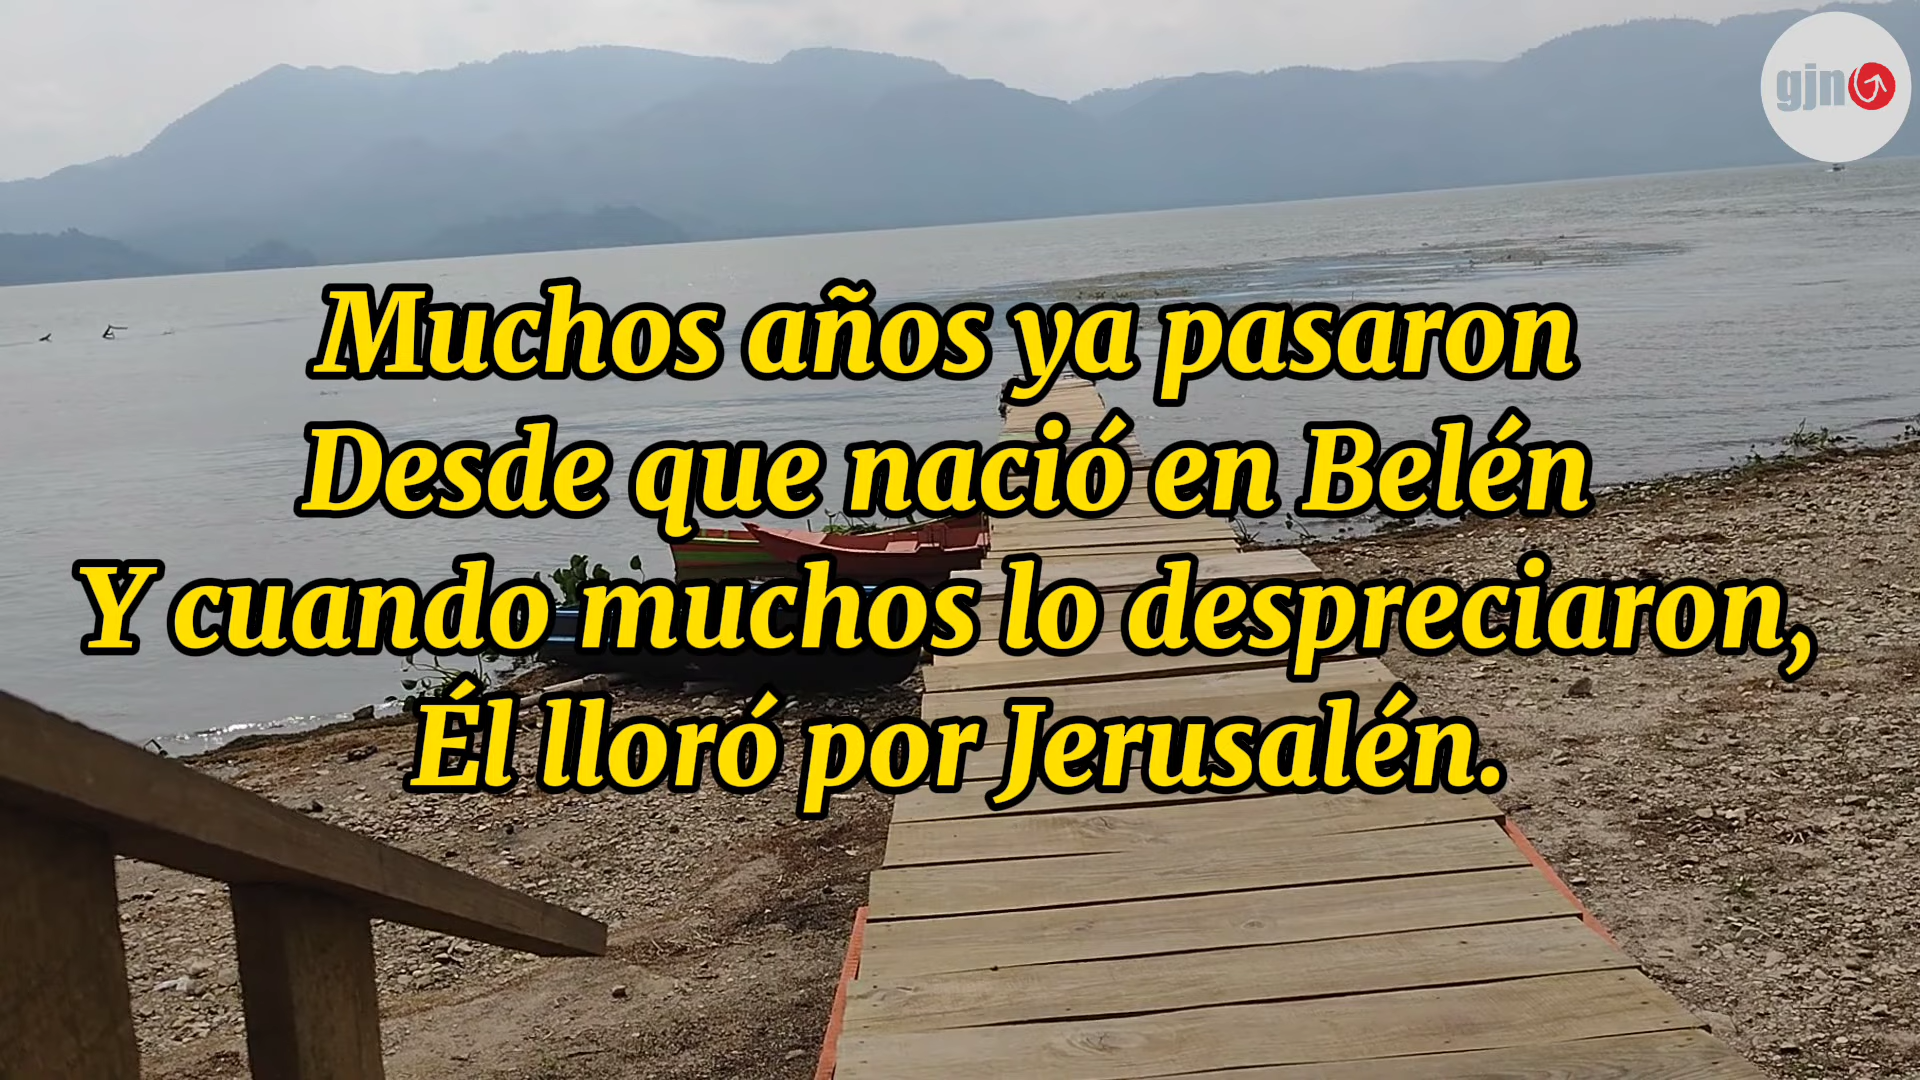 gjn
Muchos años ya pasaron
Desde que nació en Belén
Y cuando muchos lo despreciaron,
Él lloró por Jerusalén.